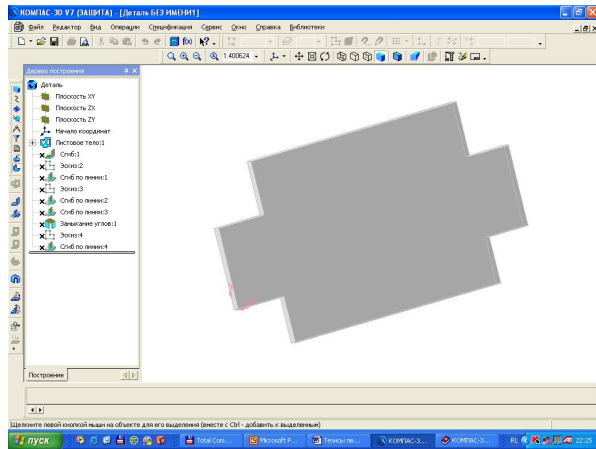 КОМПАС-3D V7 (ЗАЩИТА) - [Деталь БЕЗ ИМЕНИ1]
Файл Редактор Вид Операции Спецификация Сервис Окно Справка Библиотеки
1.400624
Дерево построения
Деталь
Плоскость XY
Плоскость ZX
Плоскость ZY
Начало координат
Листовое тело:1
Сгиб:1
Эскиз:2
Сгиб по линии:1
Эскиз:3
Сгиб по линии:2
Сгиб по линии:3
Замыкание углов:1
Эскиз:4
Сгиб по линии:4
Построение
Щелкните левой кнопкой мыши на объекте для его выделения (вместе с Ctrl - добавить к выделенным)
пуск Total Com... Microsoft P... Тезисы пе... КОМПАС-3... КОМПАС-3... RL 22:25